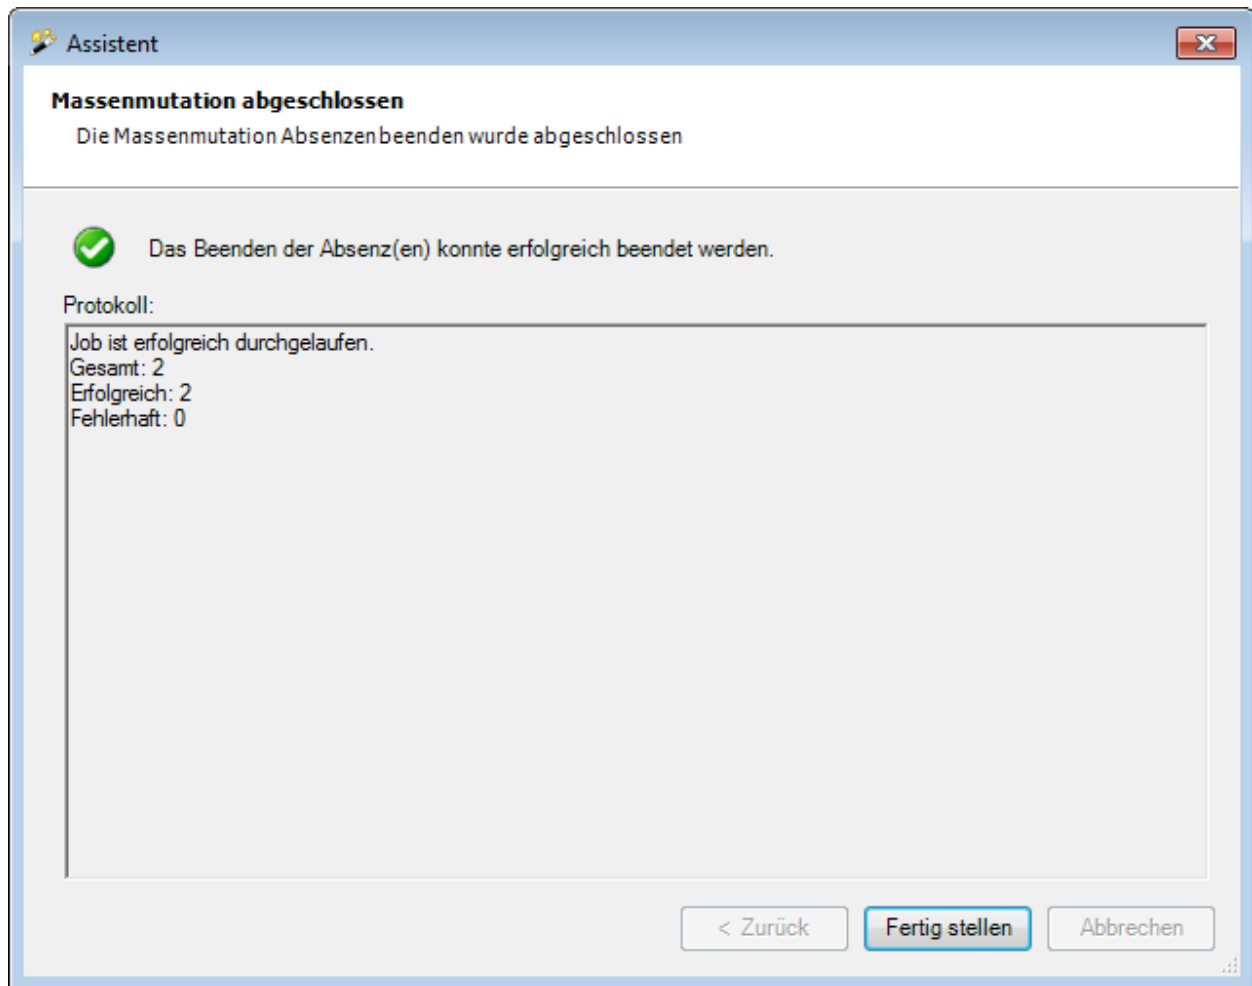 Assistent
Massenmutation abgeschlossen
Die Massenmutation Absenzen beenden wurde abgeschlossen
Das Beenden der Absenz(en) konnte erfolgreich beendet werden.
Protokoll:
Job ist erfolgreich durchgelaufen.
Gesamt: 2
Erfolgreich: 2
Fehlerhaft: 0
< Zurück Fertig stellen Abbrechen